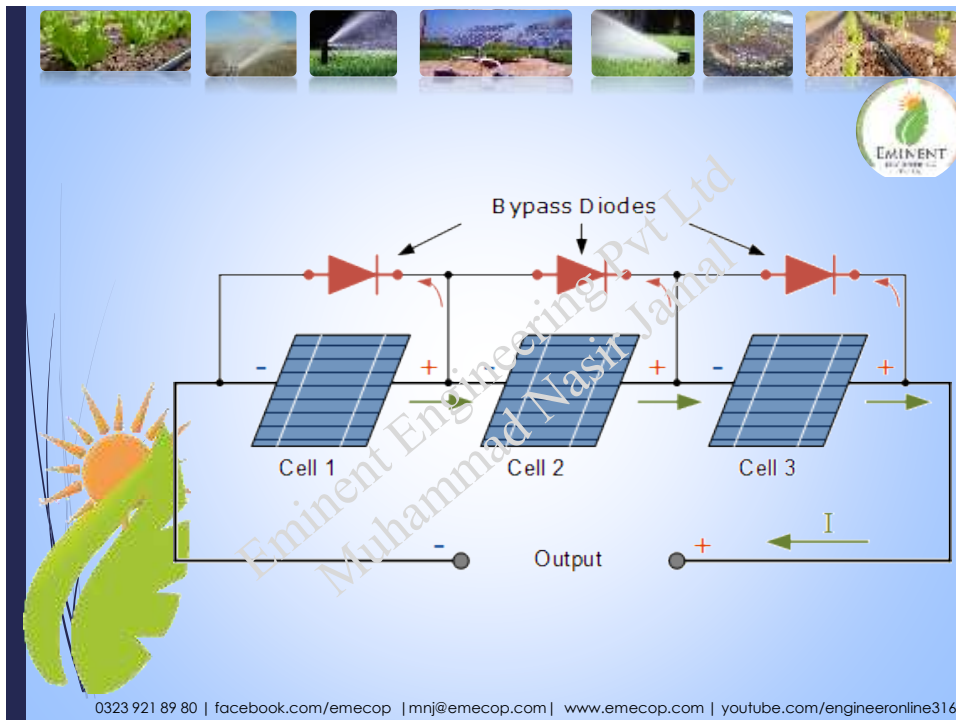 EMINENT
Bypass Diodes
- + - + - +
Cell 1 Cell 2 Cell 3
I
- Output +
Eminent Engineering Pvt Ltd
Muhammad Nasir Jamal
0323 921 89 80 | facebook.com/emecop |mnj@emecop.com| www.emecop.com | youtube.com/engineeronline316